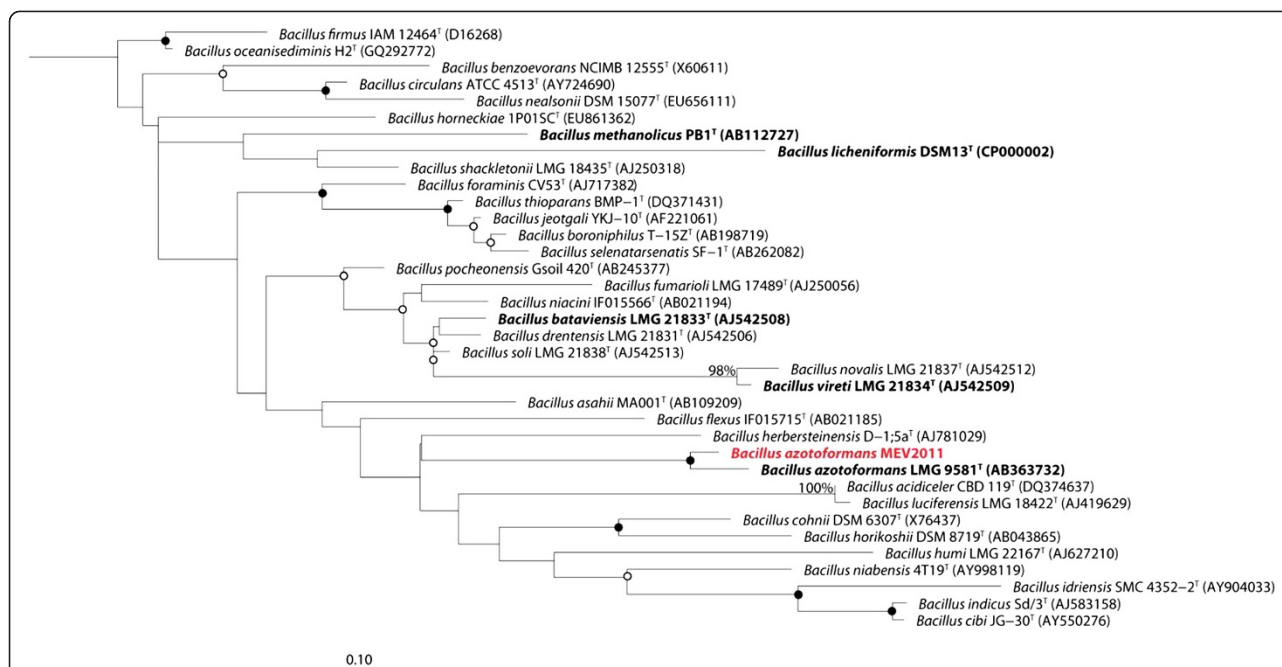 Bacillus firmus IAM 12464ᵀ (D16268)
Bacillus oceanisediminis H2ᵀ (GQ292772)
Bacillus benzoevorans NCIMB 12555ᵀ (X60611)
Bacillus circulans ATCC 4513ᵀ (AY724690)
Bacillus nealsonii DSM 15077ᵀ (EU656111)
Bacillus horneckiae 1P01SCᵀ (EU861362)
Bacillus methanolicus PB1ᵀ (AB112727)
Bacillus licheniformis DSM13ᵀ (CP000002)
Bacillus shackletonii LMG 18435ᵀ (AJ250318)
Bacillus foraminis CV53ᵀ (AJ717382)
Bacillus thioparans BMP−1ᵀ (DQ371431)
Bacillus jeotgali YKJ−10ᵀ (AF221061)
Bacillus boroniphilus T−15Zᵀ (AB198719)
Bacillus selenatarsenatis SF−1ᵀ (AB262082)
Bacillus pocheonensis Gsoil 420ᵀ (AB245377)
Bacillus fumarioli LMG 17489ᵀ (AJ250056)
Bacillus niacini IF015566ᵀ (AB021194)
Bacillus bataviensis LMG 21833ᵀ (AJ542508)
Bacillus drentensis LMG 21831ᵀ (AJ542506)
Bacillus soli LMG 21838ᵀ (AJ542513)
98% Bacillus novalis LMG 21837ᵀ (AJ542512)
Bacillus vireti LMG 21834ᵀ (AJ542509)
Bacillus asahii MA001ᵀ (AB109209)
Bacillus flexus IF015715ᵀ (AB021185)
Bacillus herbersteinensis D−1;5aᵀ (AJ781029)
Bacillus azotoformans MEV2011
Bacillus azotoformans LMG 9581ᵀ (AB363732)
100% Bacillus acidiceler CBD 119ᵀ (DQ374637)
Bacillus luciferensis LMG 18422ᵀ (AJ419629)
Bacillus cohnii DSM 6307ᵀ (X76437)
Bacillus horikoshii DSM 8719ᵀ (AB043865)
Bacillus humi LMG 22167ᵀ (AJ627210)
Bacillus niabensis 4T19ᵀ (AY998119)
Bacillus idriensis SMC 4352−2ᵀ (AY904033)
Bacillus indicus Sd/3ᵀ (AJ583158)
Bacillus cibi JG−30ᵀ (AY550276)
0.10